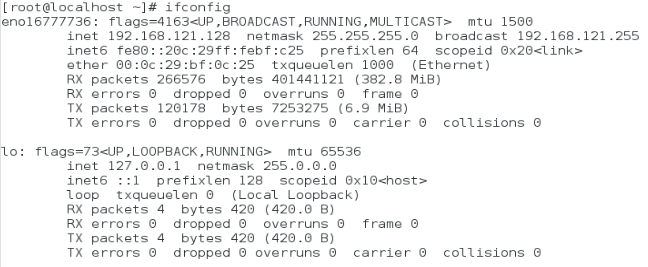 [root@localhost ~]# ifconfig
eno16777736: flags=4163<UP,BROADCAST,RUNNING,MULTICAST>  mtu 1500
        inet 192.168.121.128  netmask 255.255.255.0  broadcast 192.168.121.255
        inet6 fe80::20c:29ff:febf:c25  prefixlen 64  scopeid 0x20<link>
        ether 00:0c:29:bf:0c:25  txqueuelen 1000  (Ethernet)
        RX packets 266576  bytes 401441121 (382.8 MiB)
        RX errors 0  dropped 0  overruns 0  frame 0
        TX packets 120178  bytes 7253275 (6.9 MiB)
        TX errors 0  dropped 0 overruns 0  carrier 0  collisions 0
lo: flags=73<UP,LOOPBACK,RUNNING>  mtu 65536
        inet 127.0.0.1  netmask 255.0.0.0
        inet6 ::1  prefixlen 128  scopeid 0x10<host>
        loop  txqueuelen 0  (Local Loopback)
        RX packets 4  bytes 420 (420.0 B)
        RX errors 0  dropped 0  overruns 0  frame 0
        TX packets 4  bytes 420 (420.0 B)
        TX errors 0  dropped 0 overruns 0  carrier 0  collisions 0